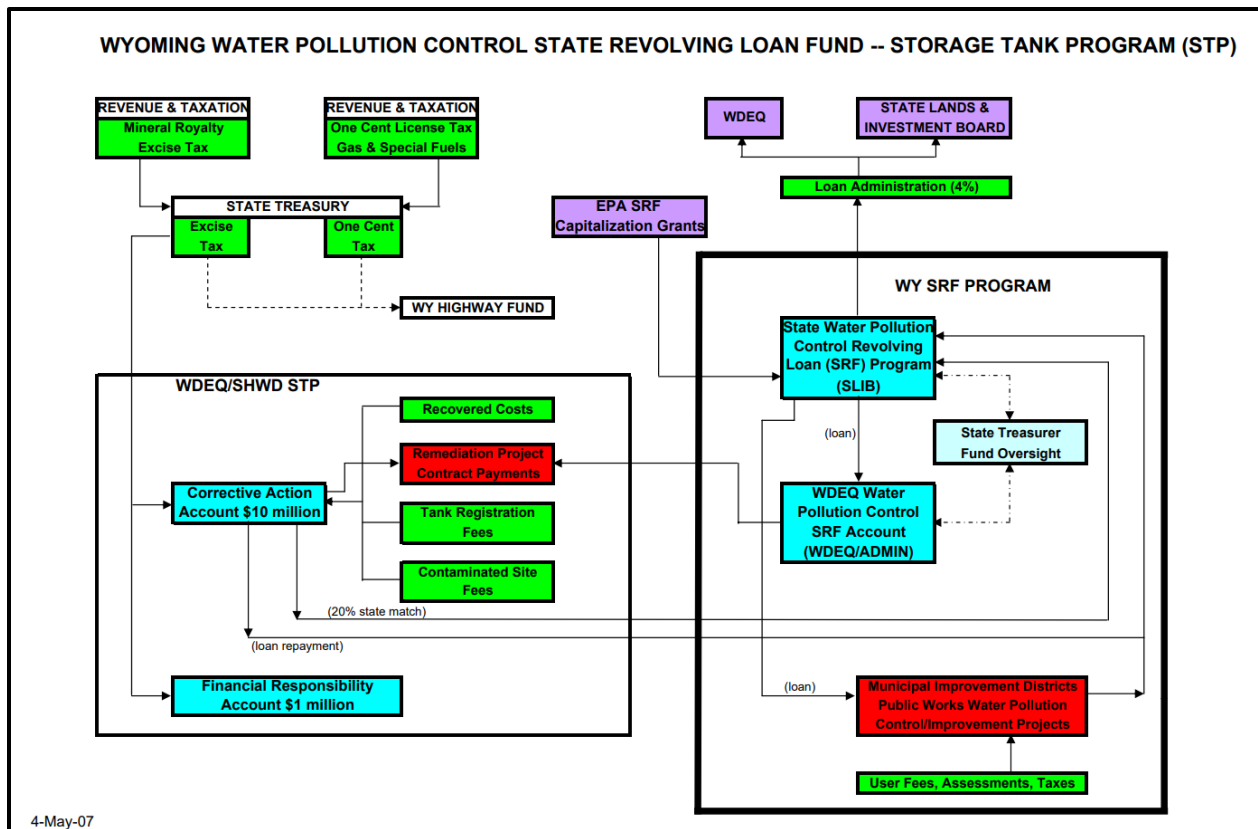 WYOMING WATER POLLUTION CONTROL STATE REVOLVING LOAN FUND -- STORAGE TANK PROGRAM (STP)
REVENUE & TAXATION
Mineral Royalty
Excise Tax
REVENUE & TAXATION
One Cent License Tax
Gas & Special Fuels
WDEQ
STATE LANDS &
INVESTMENT BOARD
Loan Administration (4%)
STATE TREASURY
Excise
Tax
One Cent
Tax
EPA SRF
Capitalization Grants
WY HIGHWAY FUND
WY SRF PROGRAM
State Water Pollution
Control Revolving
Loan (SRF) Program
(SLIB)
WDEQ/SHWD STP
Recovered Costs
Remediation Project
Contract Payments
Corrective Action
Account $10 million
Tank Registration
Fees
Contaminated Site
Fees
(loan)
State Treasurer
Fund Oversight
WDEQ Water
Pollution Control
SRF Account
(WDEQ/ADMIN)
(20% state match)
(loan repayment)
Financial Responsibility
Account $1 million
(loan)
Municipal Improvement Districts
Public Works Water Pollution
Control/Improvement Projects
User Fees, Assessments, Taxes
4-May-07